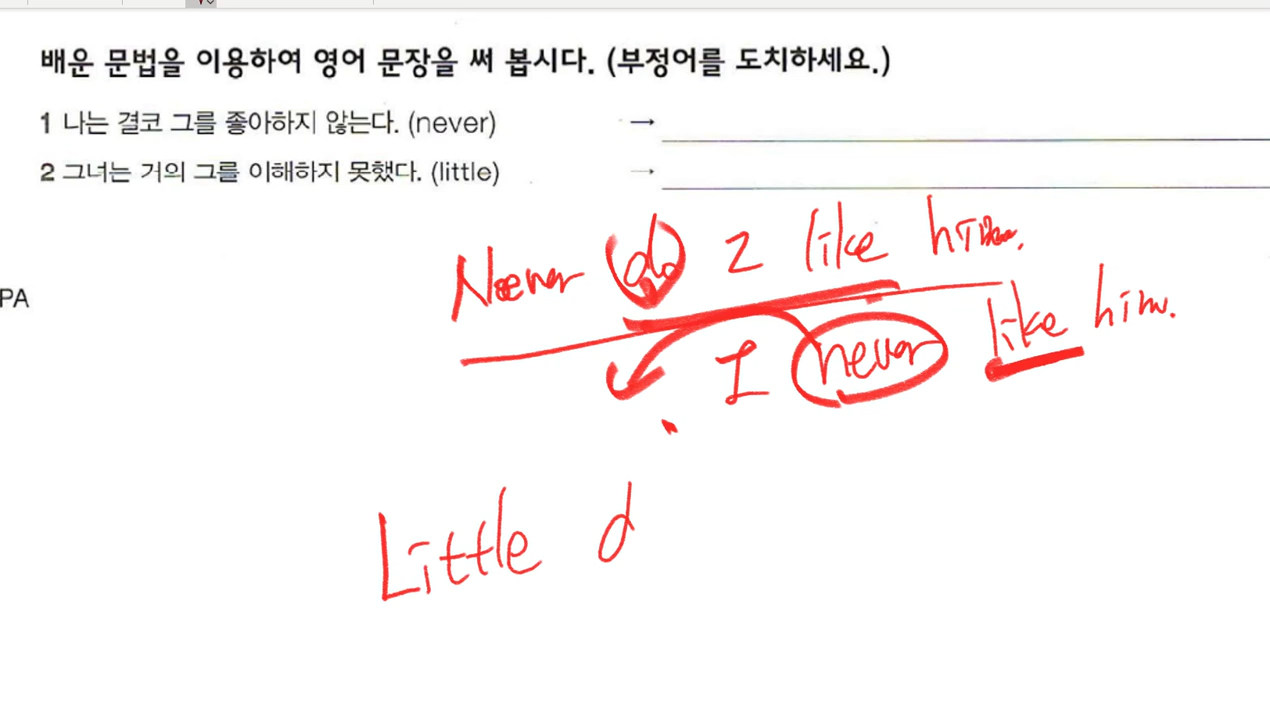 배운 문법을 이용하여 영어 문장을 써 봅시다. (부정어를 도치하세요.)
1 나는 결코 그를 좋아하지 않는다. (never) →
2 그녀는 거의 그를 이해하지 못했다. (little) →
Never do I like him.
PA
I never like him.
Little d